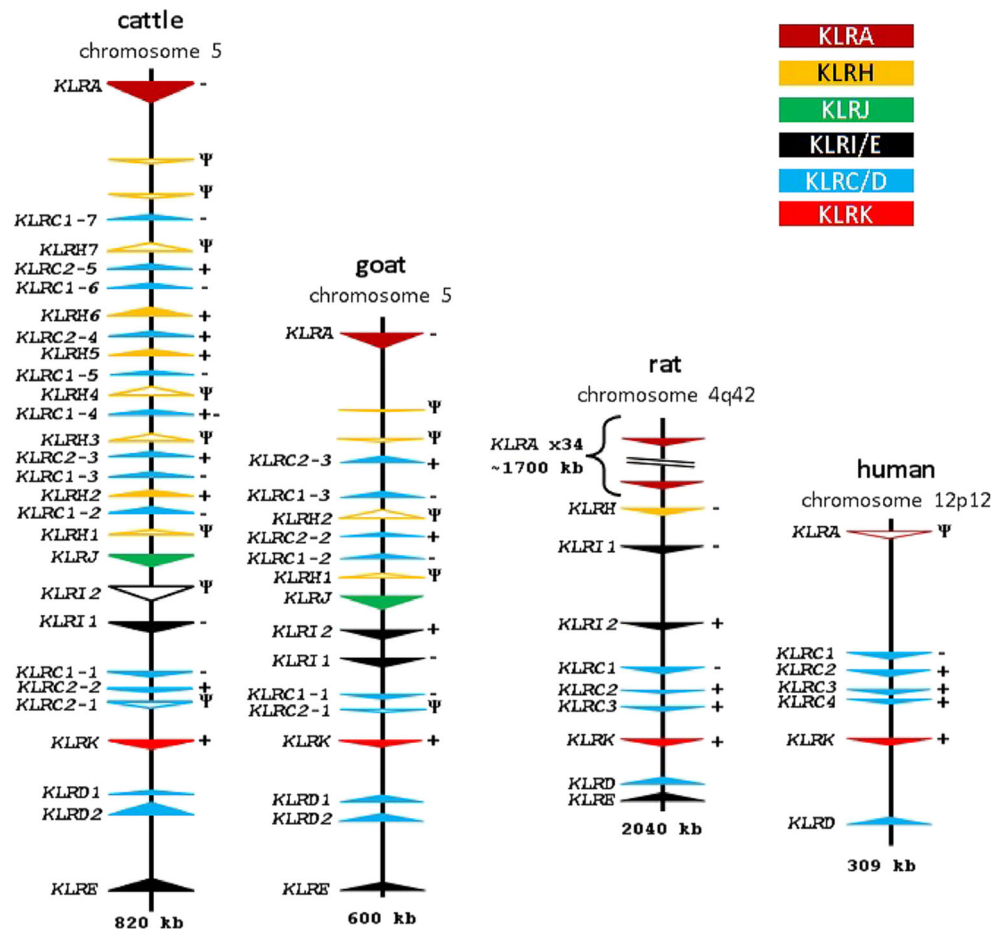 cattle
chromosome 5
KLRA -
Ψ
Ψ
KLRC1-7 -
KLRH7 Ψ
KLRC2-5 +
KLRC1-6 -
KLRH6 +
KLRC2-4 +
KLRH5 +
KLRC1-5 -
KLRH4 Ψ
KLRC1-4 +-
KLRH3 Ψ
KLRC2-3 +
KLRC1-3 -
KLRH2 +
KLRC1-2 -
KLRH1 Ψ
KLRJ
KLRI2 Ψ
KLRI1 -
KLRC1-1 -
KLRC2-2 +
KLRC2-1 Ψ
KLRK +
KLRD1
KLRD2
KLRE
820 kb
goat
chromosome 5
KLRA -
Ψ
Ψ
KLRC2-3 +
KLRC1-3 -
KLRH2 Ψ
KLRC2-2 +
KLRC1-2 -
KLRH1 Ψ
KLRJ
KLRI2 +
KLRI1 -
KLRC1-1 -
KLRC2-1 Ψ
KLRK +
KLRD1
KLRD2
KLRE
600 kb
rat
chromosome 4q42
KLRA x34
~1700 kb
KLRH -
KLRI1 -
KLRI2 +
KLRC1 -
KLRC2 +
KLRC3 +
KLRK +
KLRD
KLRE
2040 kb
human
chromosome 12p12
KLRA Ψ
KLRC1 -
KLRC2 +
KLRC3 +
KLRC4 +
KLRK +
KLRD
309 kb
KLRA
KLRH
KLRJ
KLRI/E
KLRC/D
KLRK